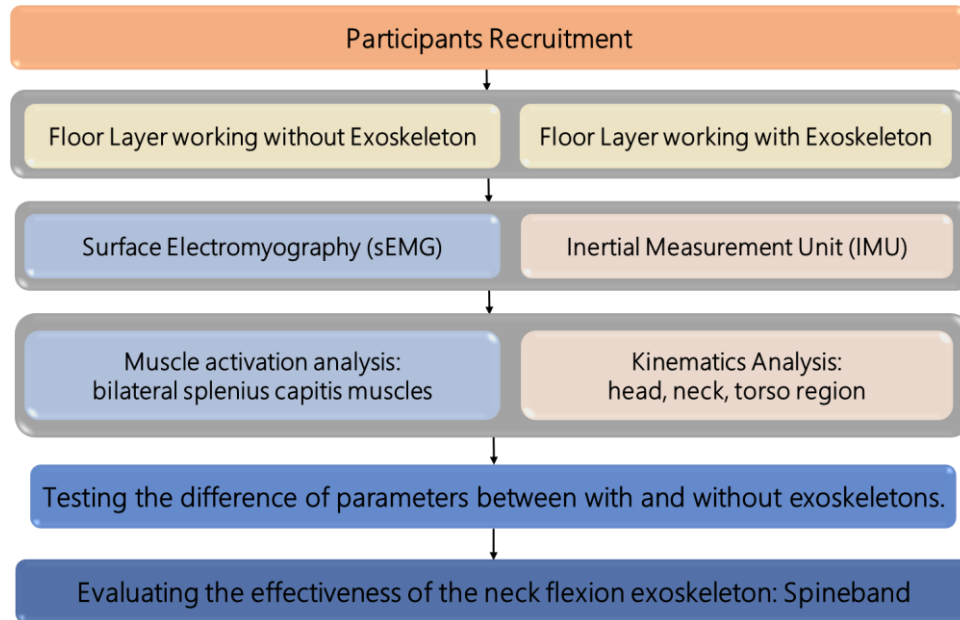 Participants Recruitment
Floor Layer working without Exoskeleton
Floor Layer working with Exoskeleton
Surface Electromyography (sEMG)
Inertial Measurement Unit (IMU)
Muscle activation analysis:
bilateral splenius capitis muscles
Kinematics Analysis:
head, neck, torso region
Testing the difference of parameters between with and without exoskeletons.
Evaluating the effectiveness of the neck flexion exoskeleton: Spineband